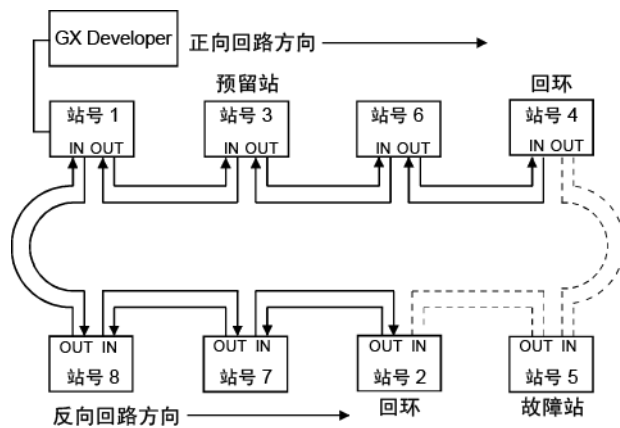 GX Developer
正向回路方向
预留站
回环
站号 1
站号 3
站号 6
站号 4
IN OUT
IN OUT
IN OUT
IN OUT
OUT IN
OUT IN
OUT IN
OUT IN
站号 8
站号 7
站号 2
站号 5
反向回路方向
回环
故障站